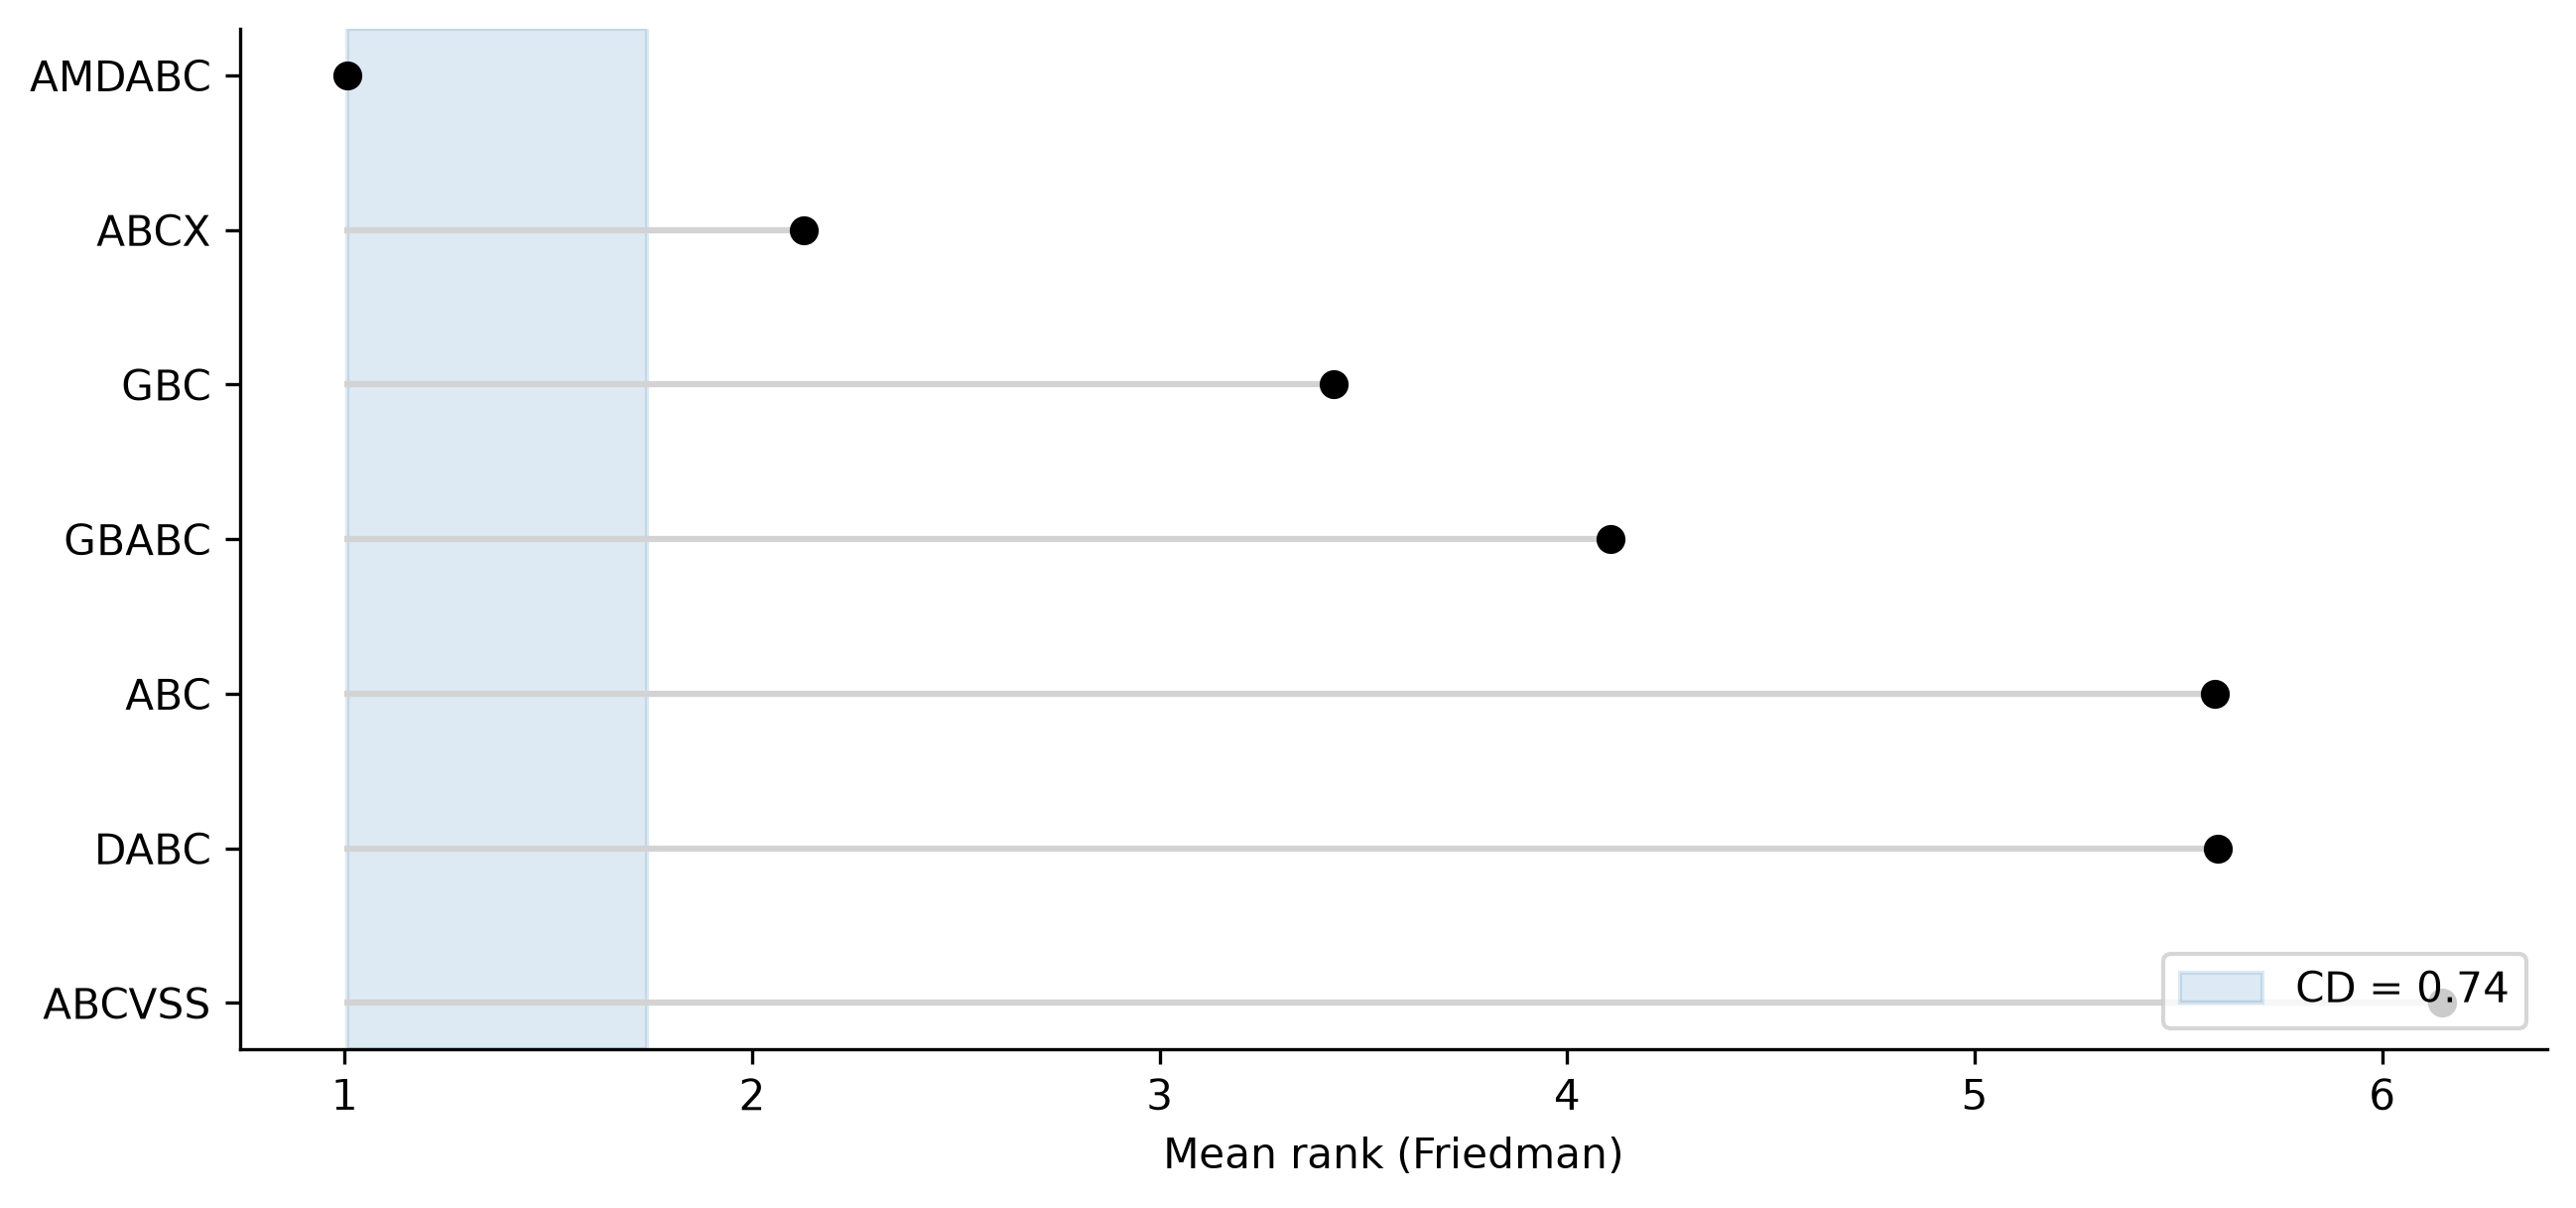 AMDABC
ABCX
GBC
GBABC
ABC
DABC
ABCVSS
CD = 0.74
1 2 3 4 5 6
Mean rank (Friedman)